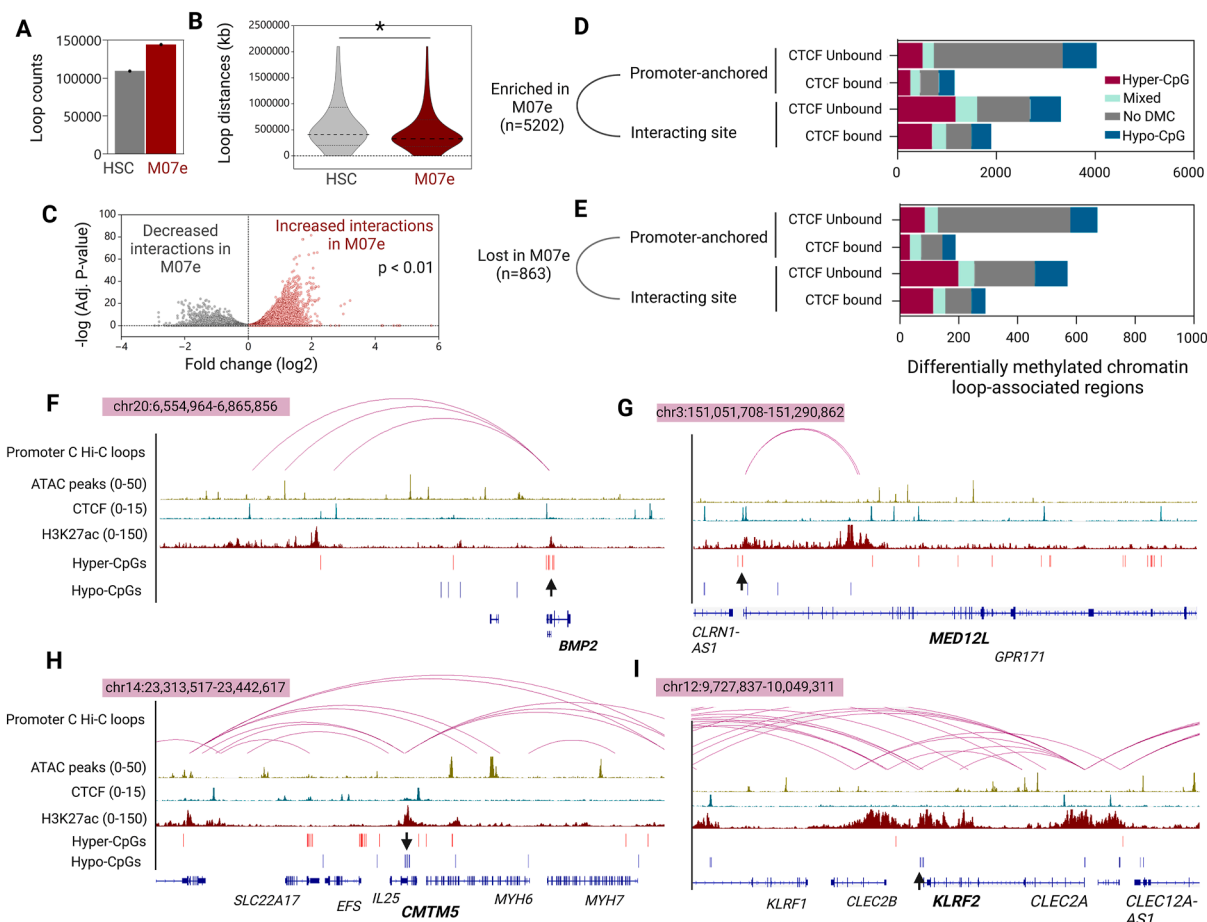 A
Loop counts
150000
100000
50000
0
HSC
M07e
B
Loop distances (kb)
2500000
2000000
1500000
1000000
500000
0
*
HSC
M07e
C
-log (Adj. P-value)
100
80
60
40
20
0
Decreased
interactions in
M07e
Increased interactions
in M07e
p < 0.01
−4
−2
0
2
4
6
Fold change (log2)
D
Enriched in
M07e
(n=5202)
Promoter-anchored
Interacting site
CTCF Unbound
CTCF bound
CTCF Unbound
CTCF bound
Hyper-CpG
Mixed
No DMC
Hypo-CpG
0
2000
4000
6000
E
Lost in M07e
(n=863)
Promoter-anchored
Interacting site
CTCF Unbound
CTCF bound
CTCF Unbound
CTCF bound
0
200
400
600
800
1000
Differentially methylated chromatin
loop-associated regions
F
chr20:6,554,964-6,865,856
Promoter C Hi-C loops
ATAC peaks (0-50)
CTCF (0-15)
H3K27ac (0-150)
Hyper-CpGs
Hypo-CpGs
BMP2
G
chr3:151,051,708-151,290,862
CLRN1-
AS1
MED12L
GPR171
H
chr14:23,313,517-23,442,617
Promoter C Hi-C loops
ATAC peaks (0-50)
CTCF (0-15)
H3K27ac (0-150)
Hyper-CpGs
Hypo-CpGs
SLC22A17
EFS
IL25
CMTM5
MYH6
MYH7
I
chr12:9,727,837-10,049,311
KLRF1
CLEC2B
KLRF2
CLEC2A
CLEC12A-
AS1